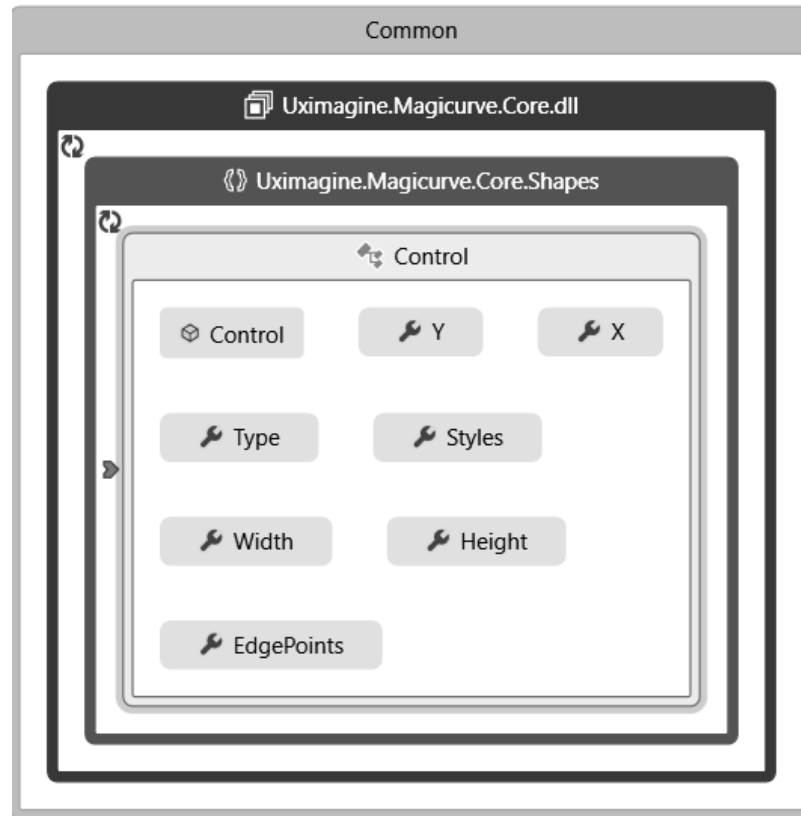 Common
Uximagine.Magicurve.Core.dll
Uximagine.Magicurve.Core.Shapes
Control
Control Y X
Type Styles
Width Height
EdgePoints